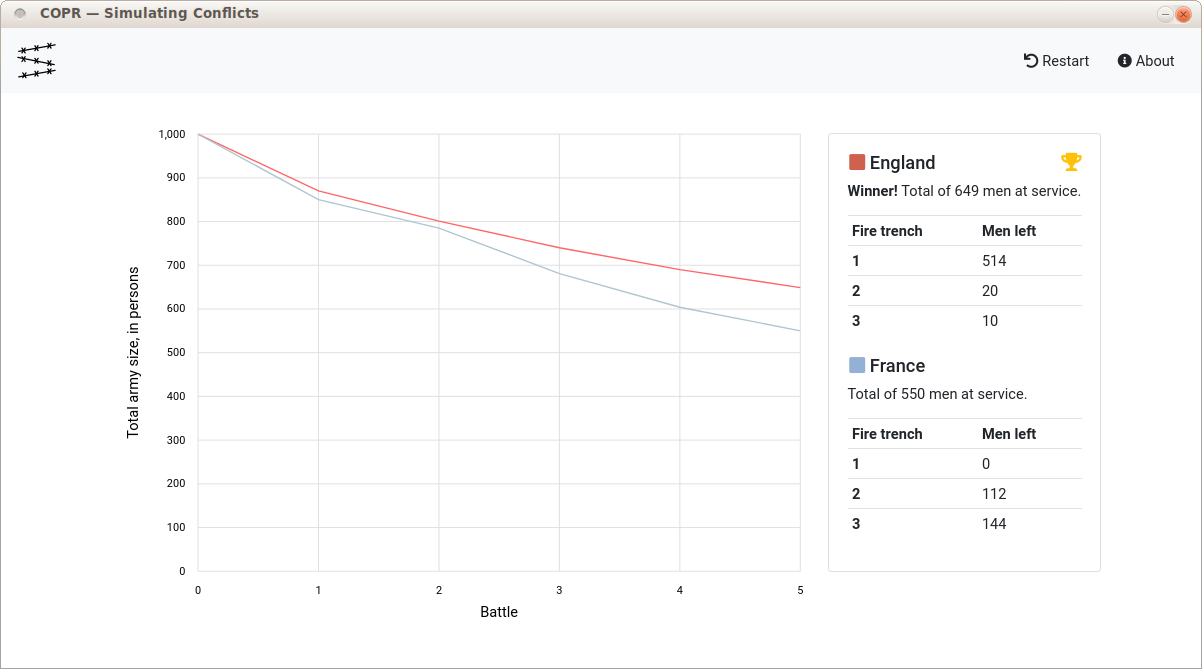 COPR — Simulating Conflicts
Restart
About
1,000
900
800
700
600
500
400
300
200
100
0
Total army size, in persons
0 1 2 3 4 5
Battle
England
Winner! Total of 649 men at service.
Fire trench Men left
1 514
2 20
3 10
France
Total of 550 men at service.
Fire trench Men left
1 0
2 112
3 144